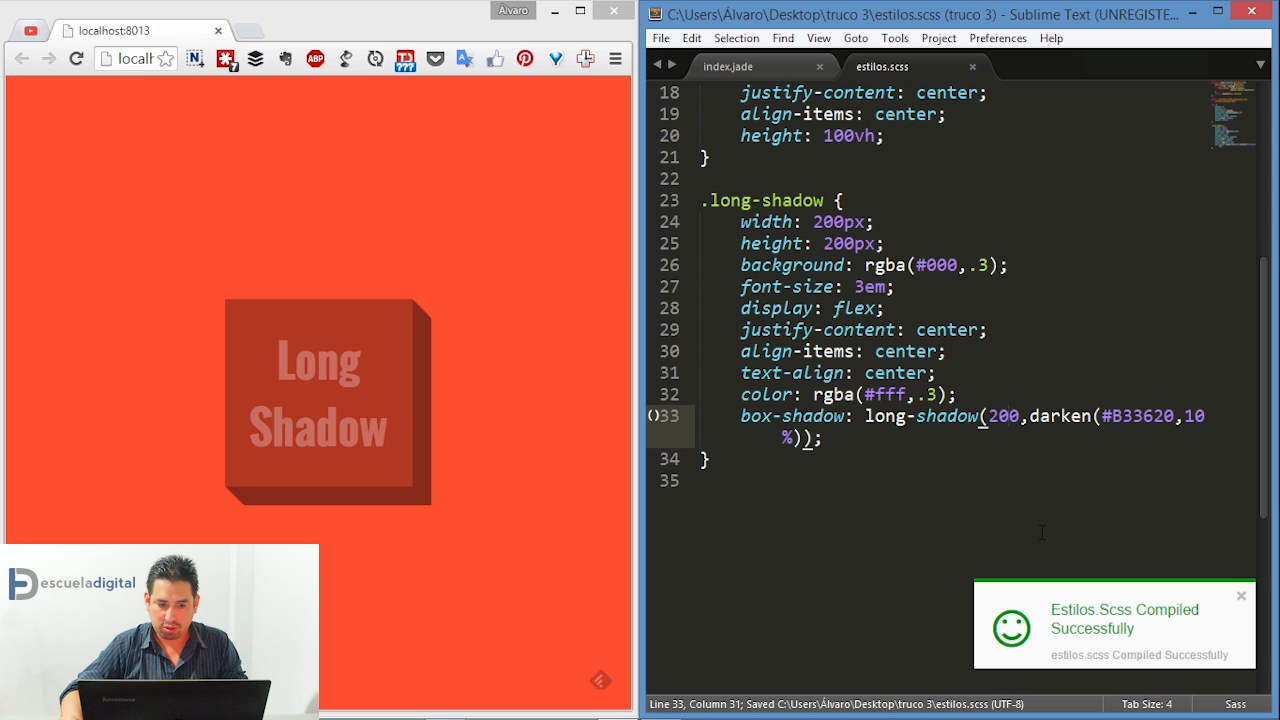 Álvaro
localhost:8013
localh
7
ABP
777
Long
Shadow
escueladigital
lenovo
C:\Users\Álvaro\Desktop\truco 3\estilos.scss (truco 3) - Sublime Text (UNREGISTE...
File Edit Selection Find View Goto Tools Project Preferences Help
index.jade
estilos.scss
18 justify-content: center;
19 align-items: center;
20 height: 100vh;
21 }
22
23 .long-shadow {
24 width: 200px;
25 height: 200px;
26 background: rgba(#000,.3);
27 font-size: 3em;
28 display: flex;
29 justify-content: center;
30 align-items: center;
31 text-align: center;
32 color: rgba(#fff,.3);
33 box-shadow: long-shadow(200,darken(#B33620,10
%));
34 }
35
Estilos.Scss Compiled
Successfully
estilos.scss Compiled Successfully
Line 33, Column 31; Saved C:\Users\Álvaro\Desktop\truco 3\estilos.scss (UTF-8)
Tab Size: 4
Sass